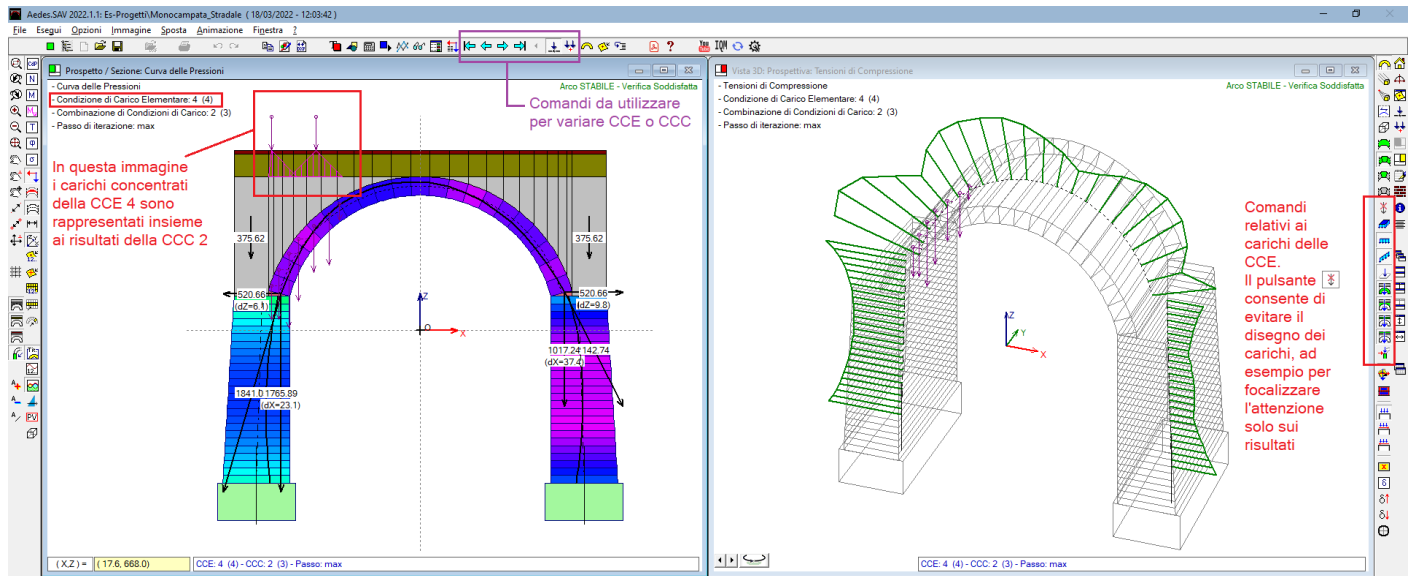 Aedes.SAV 2022.1.1: Es-Progetti\Monocampata_Stradale ( 18/03/2022 - 12:03:42 )
File Esegui Opzioni Immagine Sposta Animazione Finestra ?
Prospetto / Sezione: Curva delle Pressioni
- Curva delle Pressioni
Arco STABILE - Verifica Soddisfatta
- Condizione di Carico Elementare: 4 (4)
- Combinazione di Condizioni di Carico: 2 (3)
- Passo di iterazione: max
Comandi da utilizzare
per variare CCE o CCC
In questa immagine
i carichi concentrati
della CCE 4 sono
rappresentati insieme
ai risultati della CCC 2
375.62
375.62
520.66
(dZ=6.1)
520.66
(dZ=9.8)
Z
X
O
1017.24
142.74
(dX=37.4)
1841.0
1765.89
(dX=23.1)
( X,Z ) =
( 17.6, 668.0)
CCE: 4 (4) - CCC: 2 (3) - Passo: max
Vista 3D: Prospettiva: Tensioni di Compressione
- Tensioni di Compressione
Arco STABILE - Verifica Soddisfatta
- Condizione di Carico Elementare: 4 (4)
- Combinazione di Condizioni di Carico: 2 (3)
- Passo di iterazione: max
Z
Y
X
Comandi
relativi ai
carichi delle
CCE.
Il pulsante
consente di
evitare il
disegno dei
carichi, ad
esempio per
focalizzare
l'attenzione
solo sui
risultati
CCE: 4 (4) - CCC: 2 (3) - Passo: max